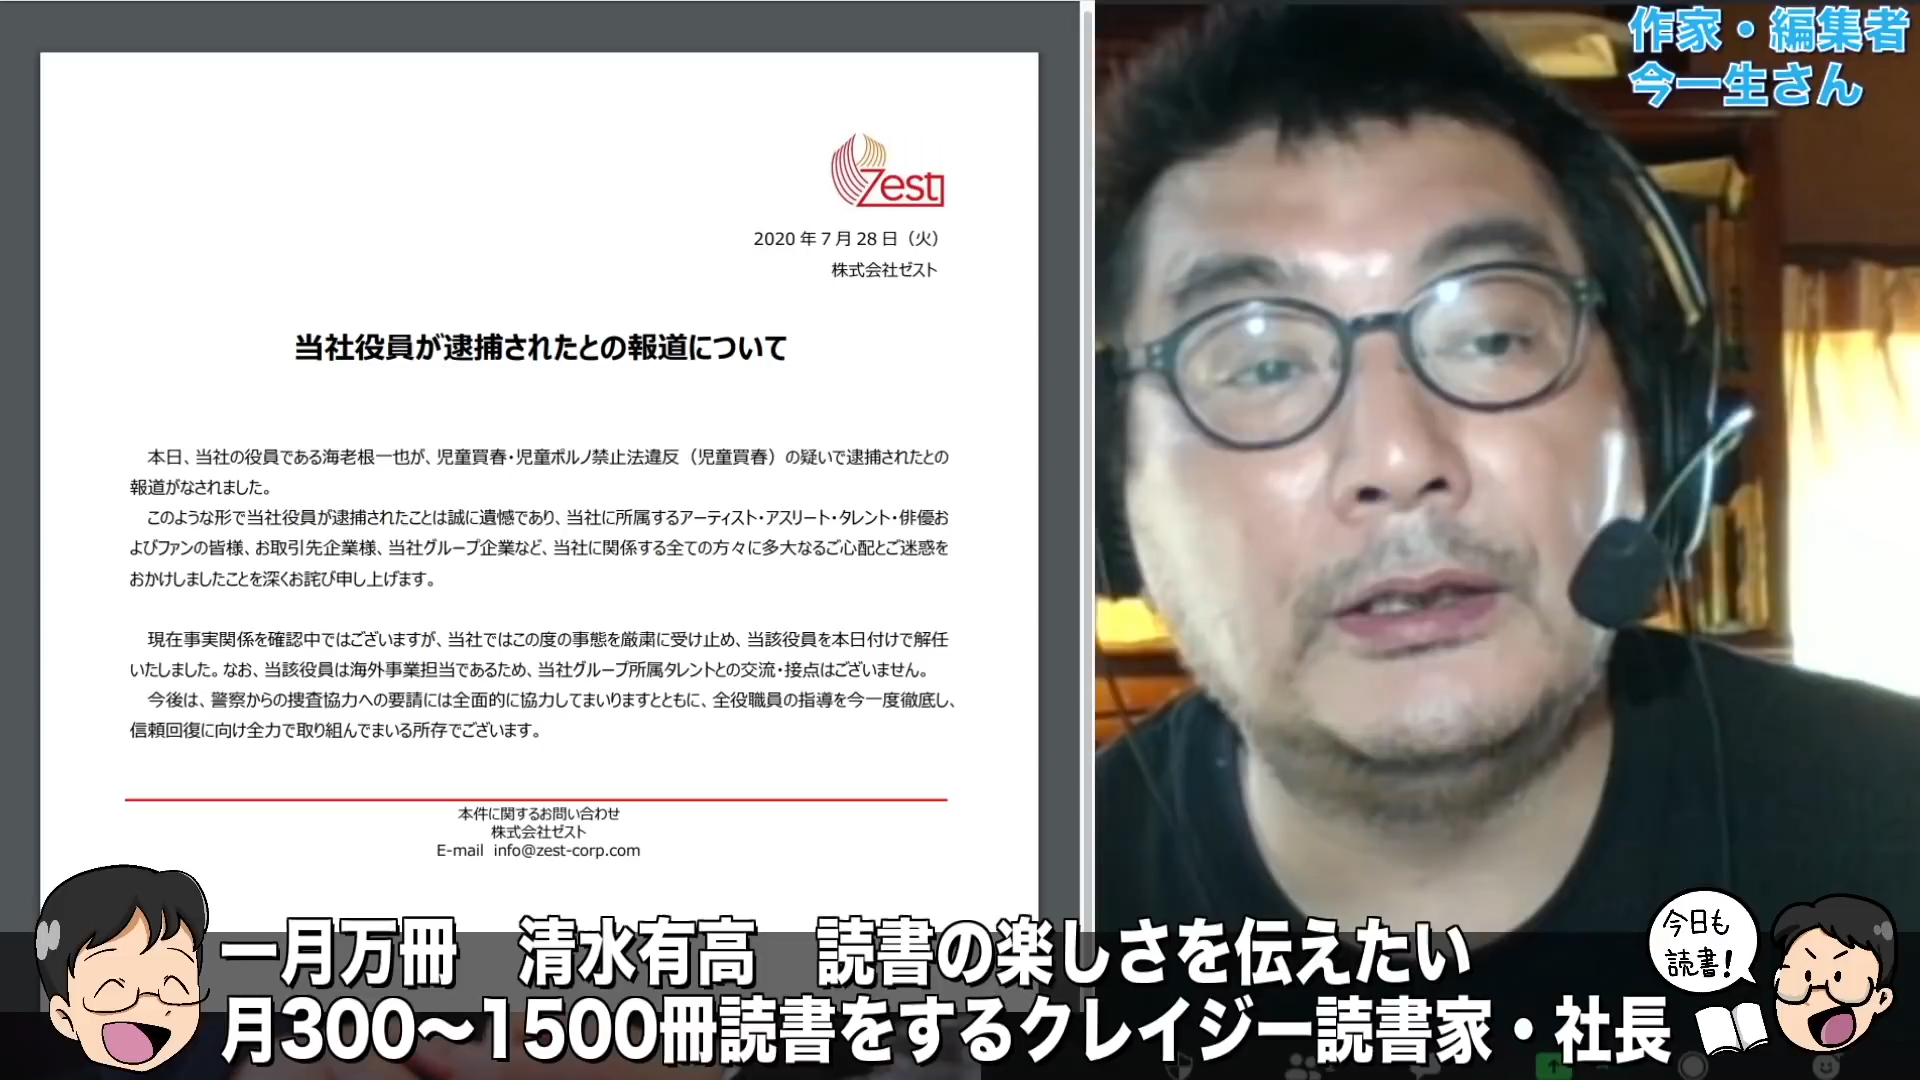 Zest
2020 年 7 月 28 日（火）
株式会社ゼスト
当社役員が逮捕されたとの報道について
本日、当社の役員である海老根一也が、児童買春・児童ポルノ禁止法違反（児童買春）の疑いで逮捕されたとの
報道がなされました。
このような形で当社役員が逮捕されたことは誠に遺憾であり、当社に所属するアーティスト・アスリート・タレント・俳優お
よびファンの皆様、お取引先企業様、当社グループ企業など、当社に関係する全ての方々に多大なるご心配とご迷惑を
おかけしましたことを深くお詫び申し上げます。
現在事実関係を確認中ではございますが、当社ではこの度の事態を厳粛に受け止め、当該役員を本日付けで解任
いたしました。なお、当該役員は海外事業担当であるため、当社グループ所属タレントとの交流・接点はございません。
今後は、警察からの捜査協力への要請には全面的に協力してまいりますとともに、全役職員の指導を今一度徹底し、
信頼回復に向け全力で取り組んでまいる所存でございます。
本件に関するお問い合わせ
株式会社ゼスト
E-mail info@zest-corp.com
作家・編集者
今一生さん
一月万冊　清水有高　読書の楽しさを伝えたい
月300～1500冊読書をするクレイジー読書家・社長
今日も
読書!